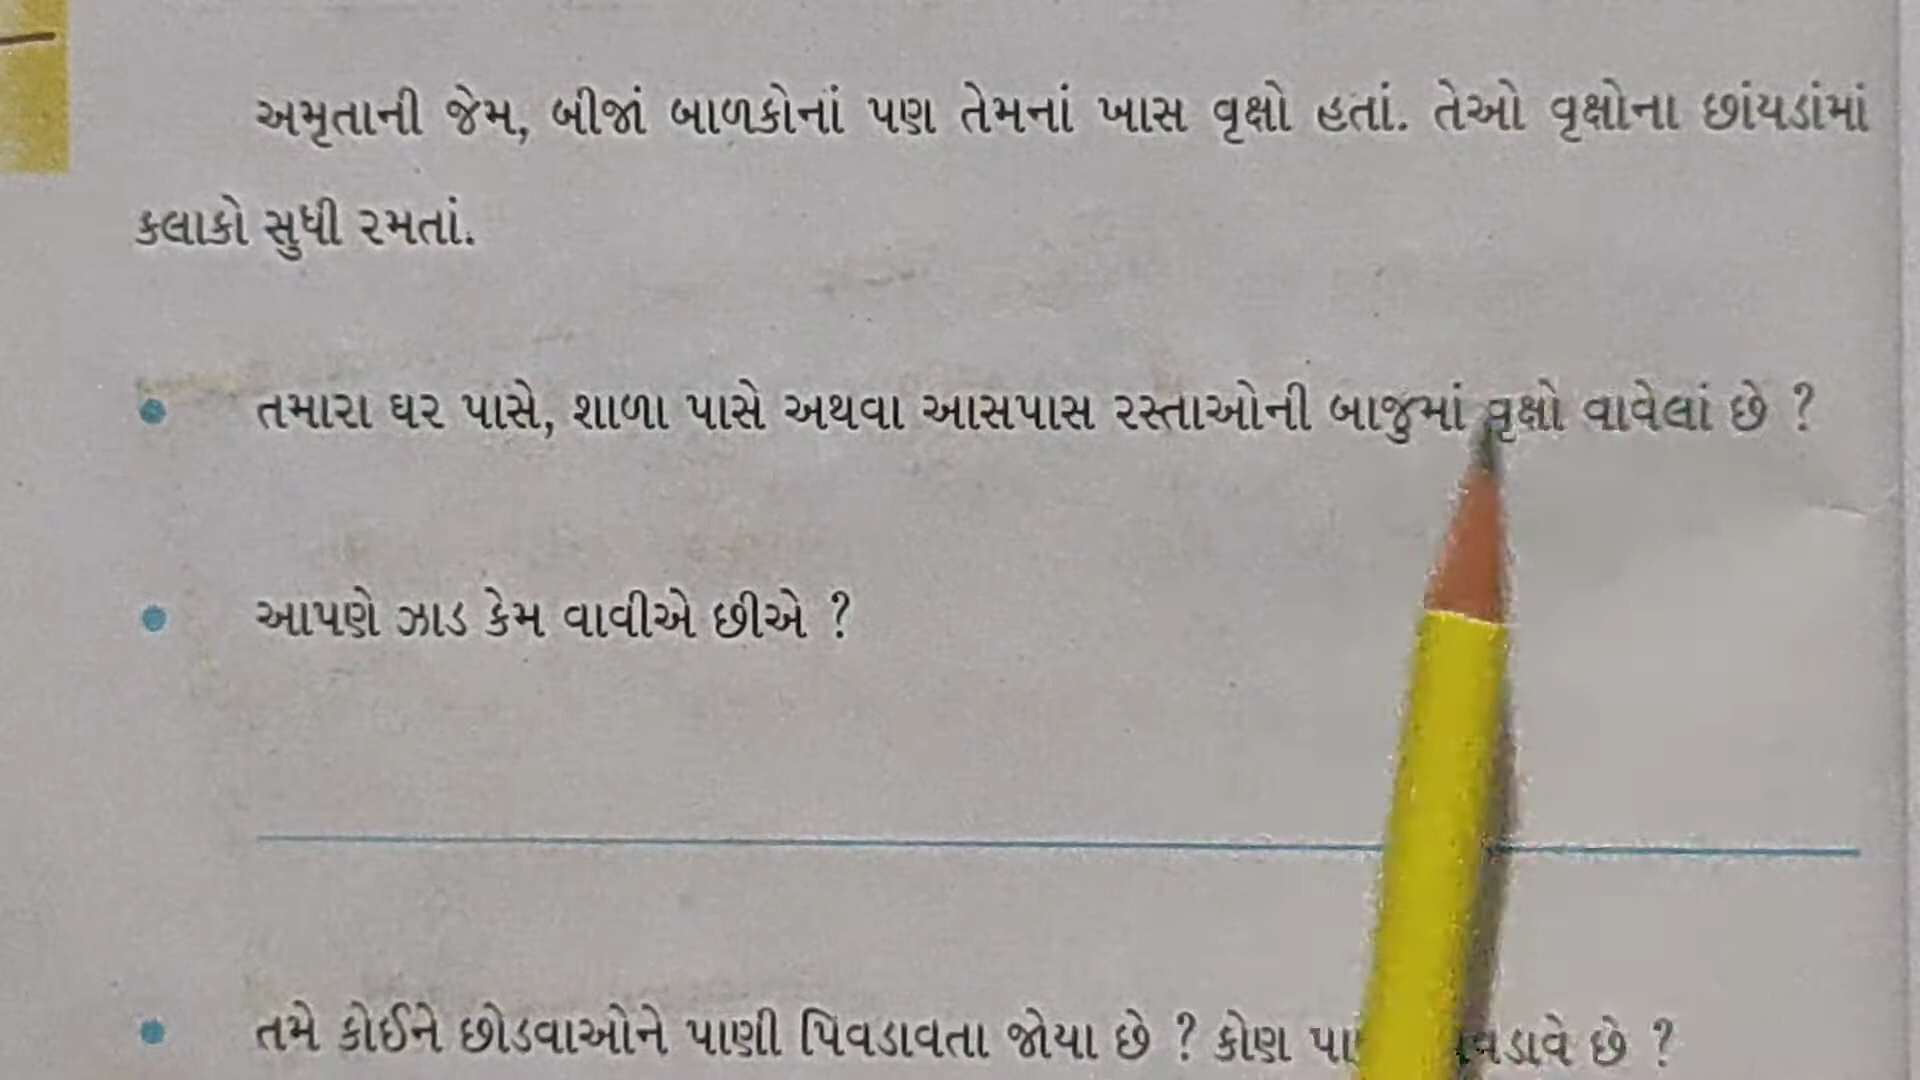 અમૃતાની જેમ, બીજાં બાળકોનાં પણ તેમનાં ખાસ વૃક્ષો હતાં. તેઓ વૃક્ષોના છાંયડાંમાં
કલાકો સુધી રમતાં.
તમારા ઘર પાસે, શાળા પાસે અથવા આસપાસ રસ્તાઓની બાજુમાં વૃક્ષો વાવેલાં છે ?
આપણે ઝાડ કેમ વાવીએ છીએ ?
તમે કોઈને છોડવાઓને પાણી પિવડાવતા જોયા છે ? કોણ છે ?